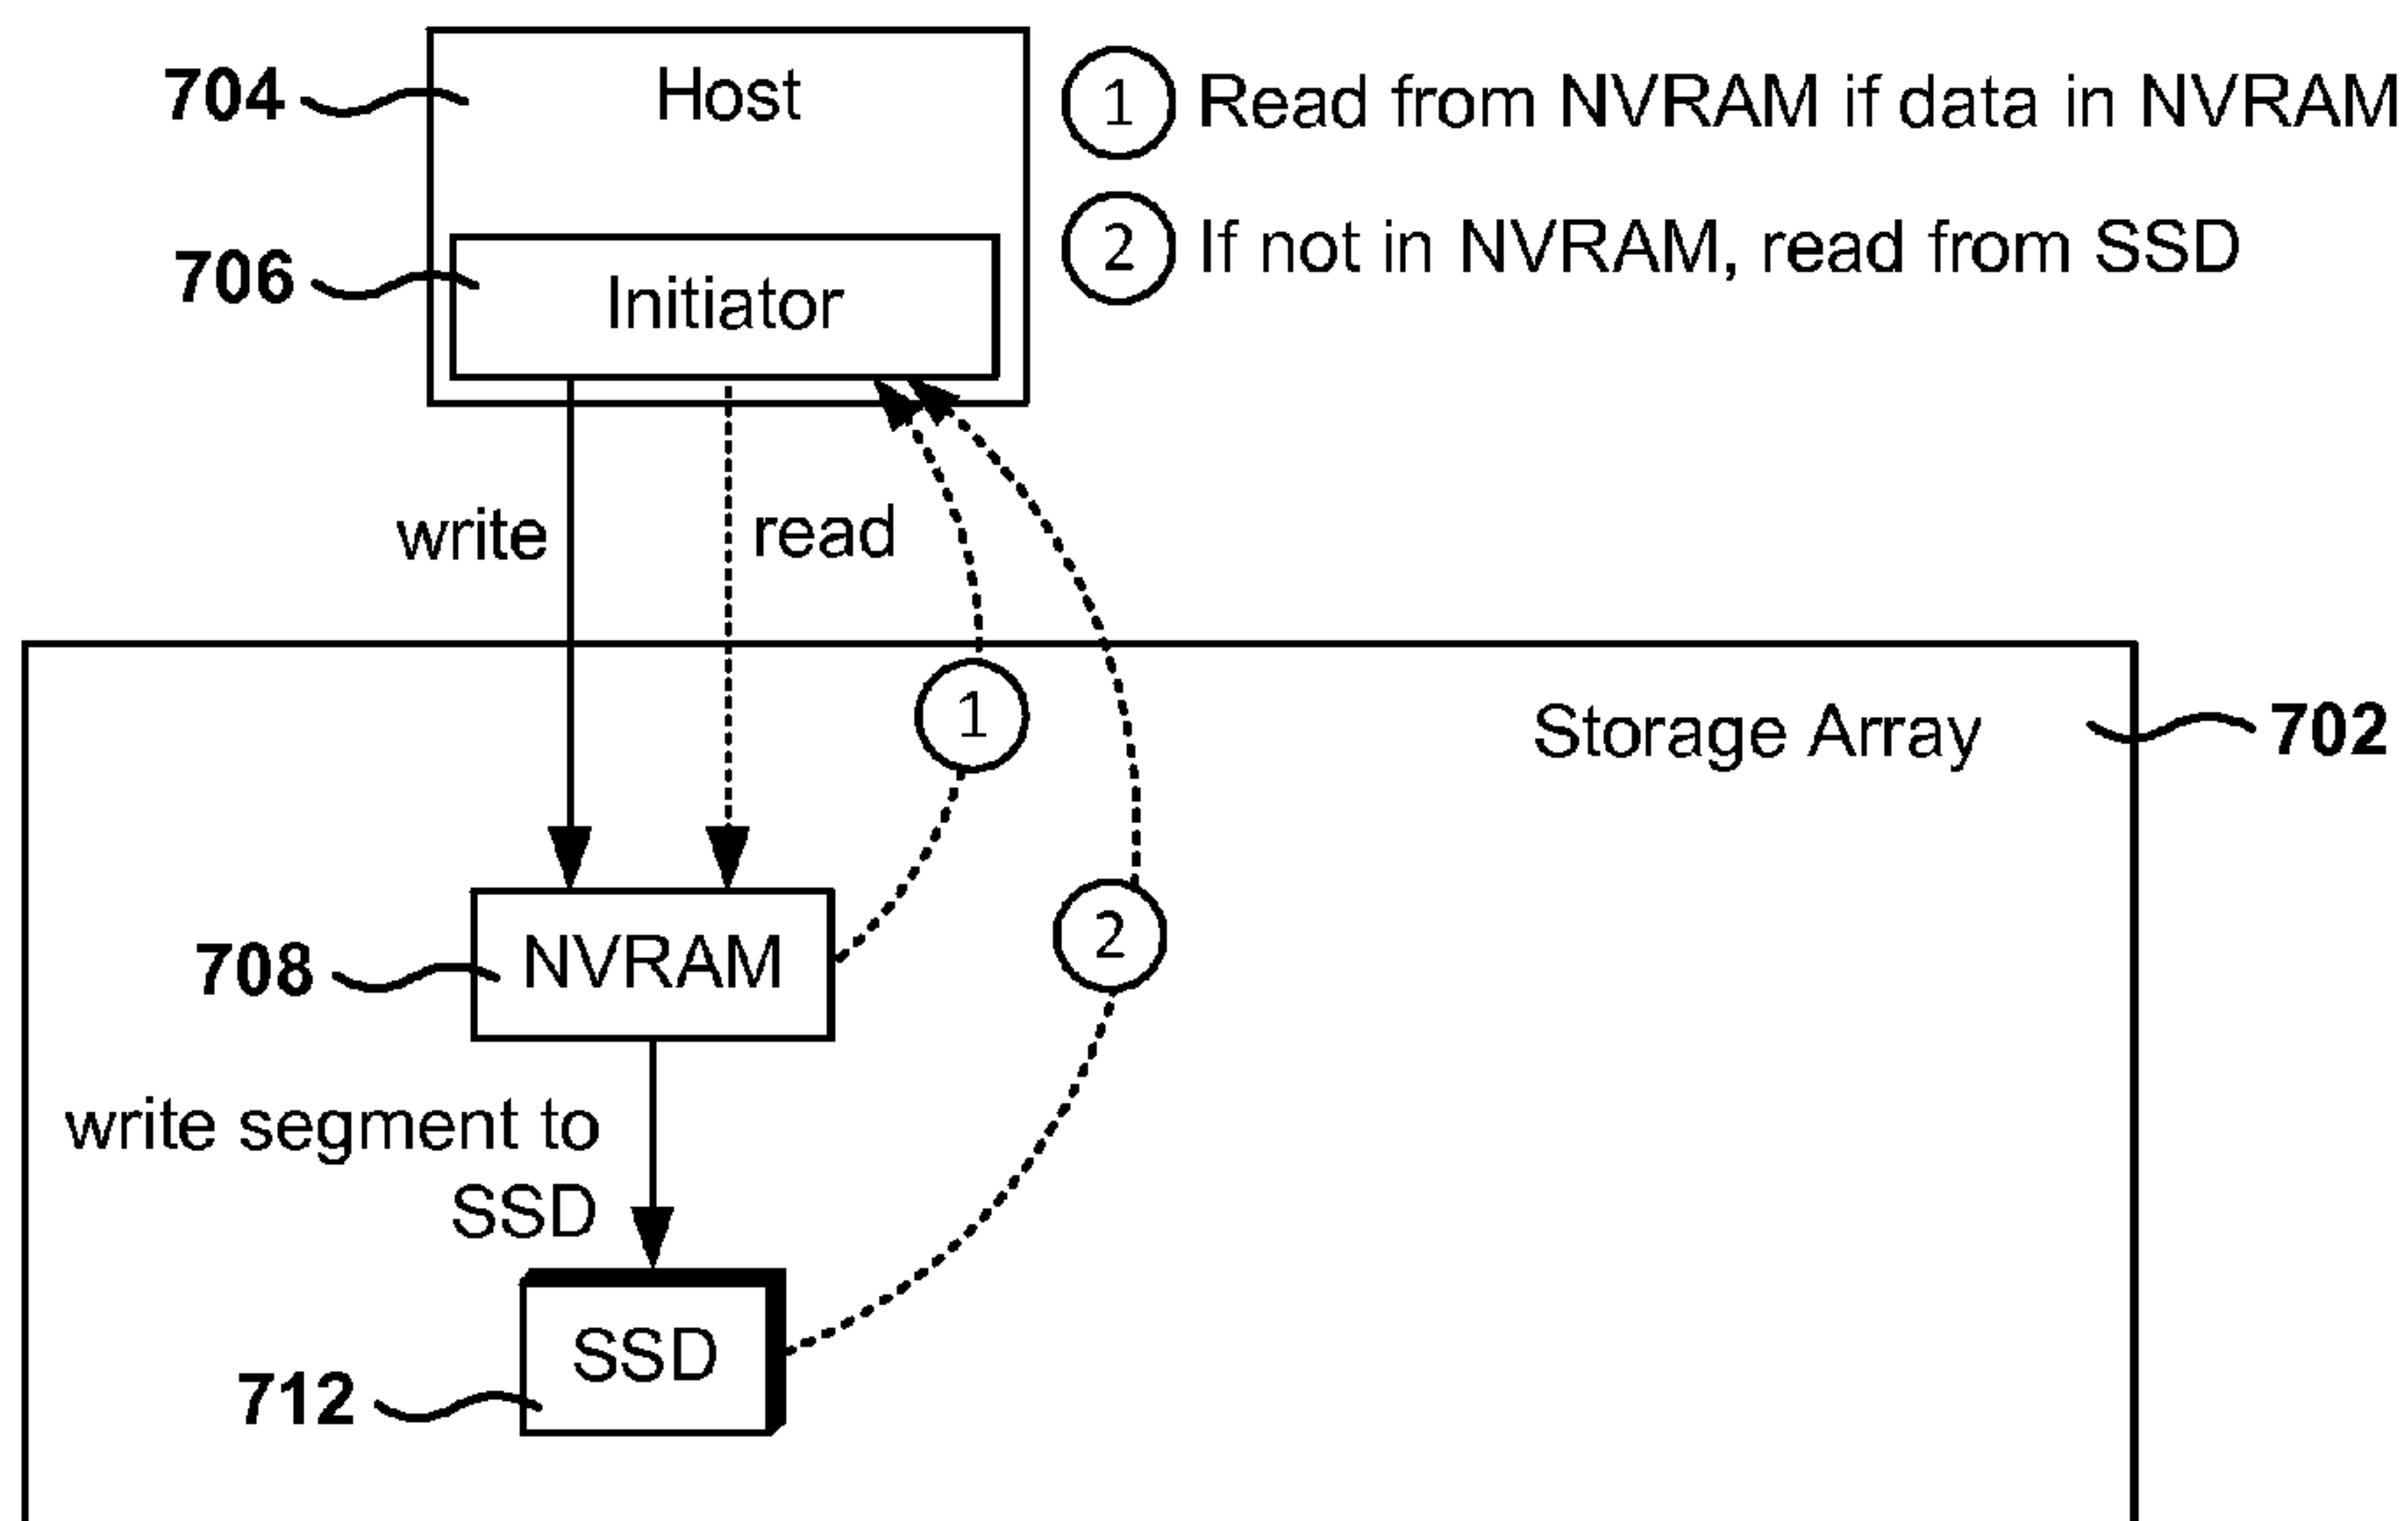 704
Host
1 Read from NVRAM if data in NVRAM
2 If not in NVRAM, read from SSD
706
Initiator
write
read
1
Storage Array
702
2
708
NVRAM
write segment to
SSD
SSD
712